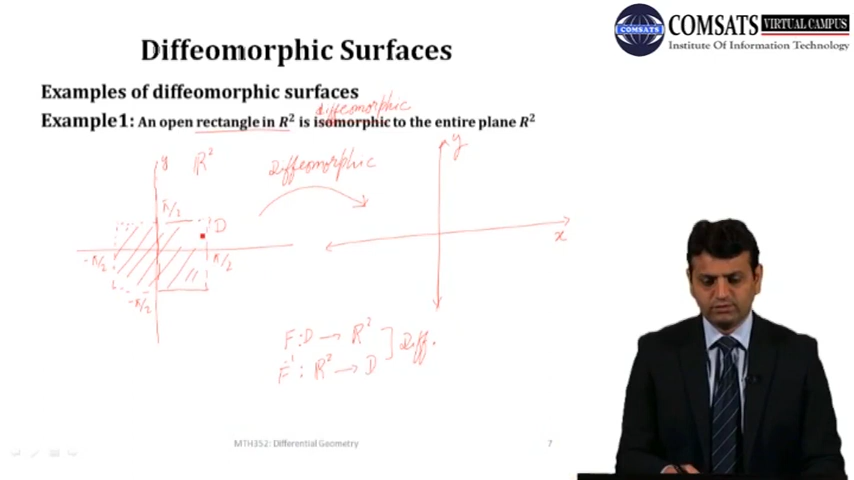 COMSATS VIRTUAL CAMPUS
COMSATS
Institute Of Information Technology
Diffeomorphic Surfaces
Examples of diffeomorphic surfaces
diffeomorphic
Example1: An open rectangle in R² is isomorphic to the entire plane R²
y
R²
Diffeomorphic
y
π/2
D
-π/2
π/2
x
-π/2
F: D → R²
F⁻¹: R² → D
Diff.
MTH352: Differential Geometry
7